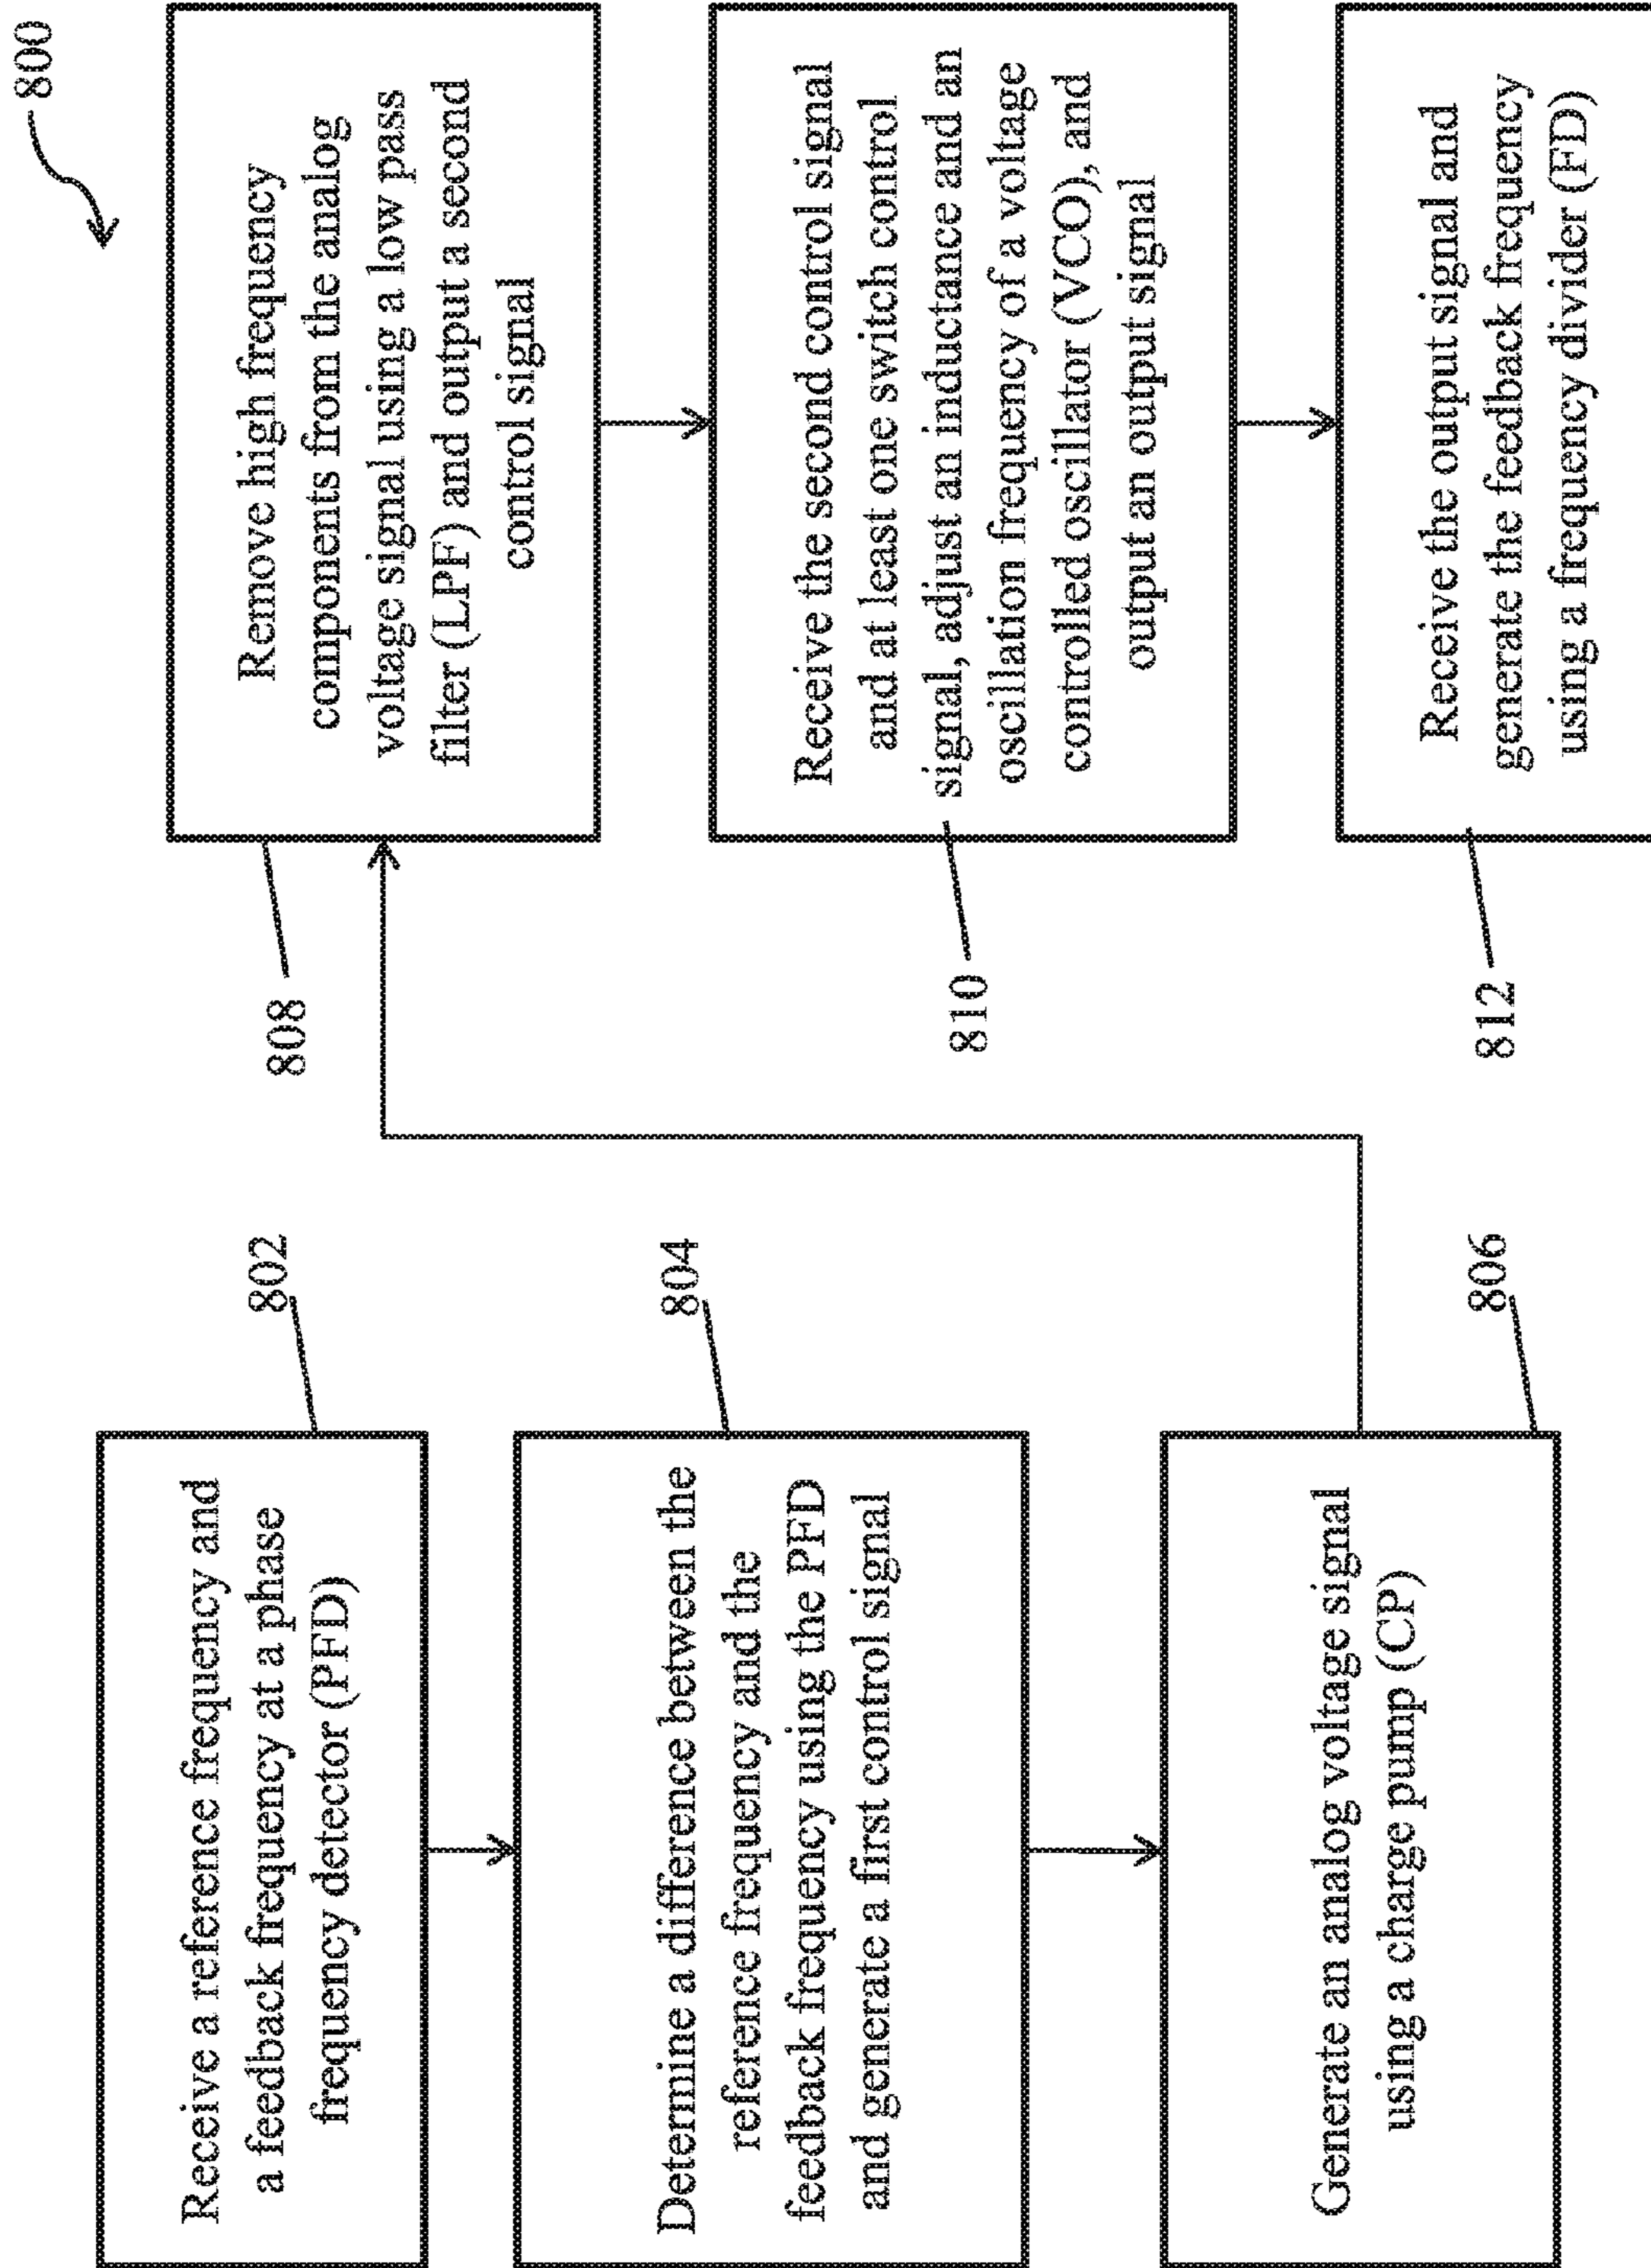 800
802
Receive a reference frequency and
a feedback frequency at a phase
frequency detector (PFD)
804
Determine a difference between the
reference frequency and the
feedback frequency using the PFD
and generate a first control signal
806
Generate an analog voltage signal
using a charge pump (CP)
808
Remove high frequency
components from the analog
voltage signal using a low pass
filter (LPF) and output a second
control signal
810
Receive the second control signal
and at least one switch control
signal, adjust an inductance and an
oscillation frequency of a voltage
controlled oscillator (VCO), and
output an output signal
812
Receive the output signal and
generate the feedback frequency
using a frequency divider (FD)